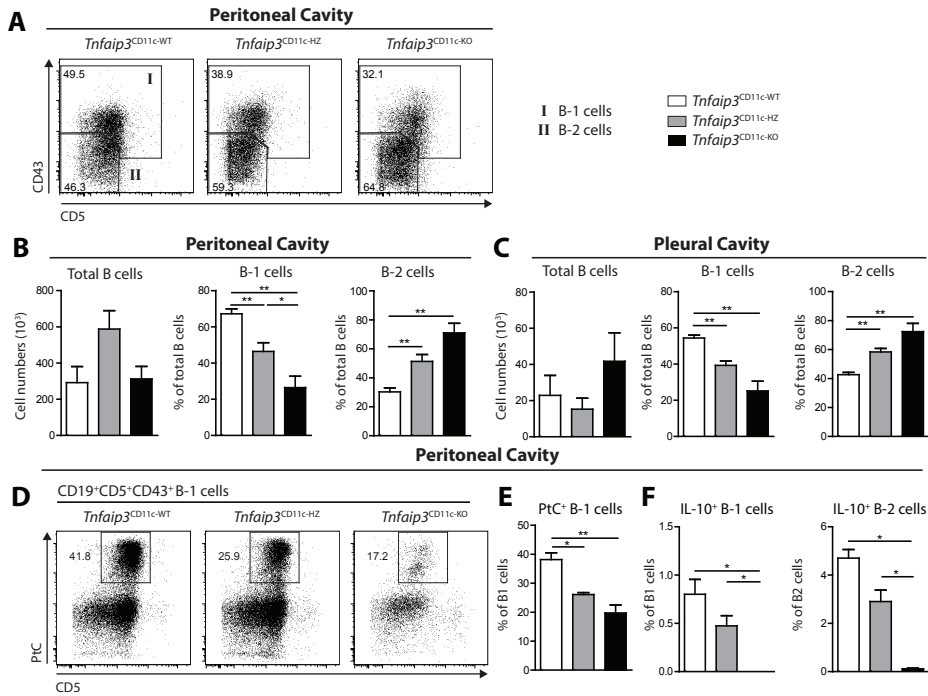 A
Peritoneal Cavity
Tnfaip3CD11c-WT
Tnfaip3CD11c-HZ
Tnfaip3CD11c-KO
49.5
I
II
46.3
38.9
59.3
32.1
64.8
CD43
CD5
I B-1 cells
II B-2 cells
Tnfaip3CD11c-WT
Tnfaip3CD11c-HZ
Tnfaip3CD11c-KO
B
Peritoneal Cavity
Total B cells
Cell numbers (10³)
800
600
400
200
0
B-1 cells
% of total B cells
80
60
40
20
0
**
**
*
B-2 cells
% of total B cells
100
80
60
40
20
0
**
**
C
Pleural Cavity
Total B cells
Cell numbers (10³)
80
60
40
20
0
B-1 cells
% of total B cells
80
60
40
20
0
**
**
B-2 cells
% of total B cells
100
80
60
40
20
0
**
**
Peritoneal Cavity
D
CD19⁺CD5⁺CD43⁺ B-1 cells
Tnfaip3CD11c-WT
Tnfaip3CD11c-HZ
Tnfaip3CD11c-KO
41.8
25.9
17.2
PtC
CD5
E
PtC⁺ B-1 cells
% of B1 cells
50
40
30
20
10
0
**
*
F
IL-10⁺ B-1 cells
% of B1 cells
1.5
1.0
0.5
0.0
*
*
IL-10⁺ B-2 cells
% of B2 cells
6
4
2
0
*
*